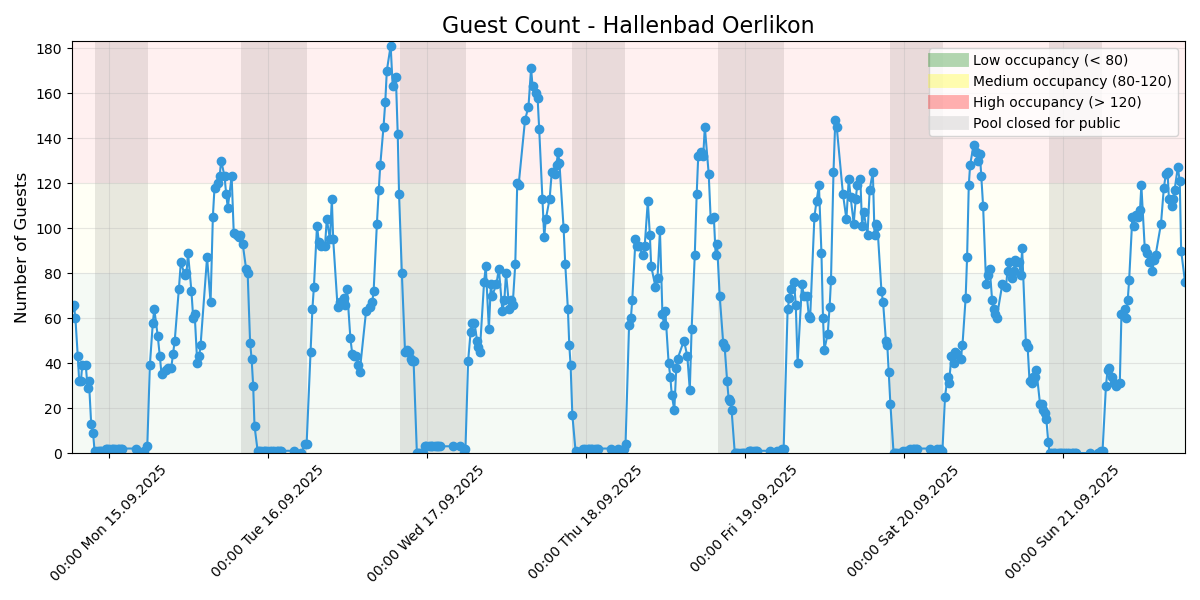 Guest Count - Hallenbad Oerlikon
Number of Guests
180
160
140
120
100
80
60
40
20
0
Low occupancy (< 80)
Medium occupancy (80-120)
High occupancy (> 120)
Pool closed for public
00:00 Mon 15.09.2025
00:00 Tue 16.09.2025
00:00 Wed 17.09.2025
00:00 Thu 18.09.2025
00:00 Fri 19.09.2025
00:00 Sat 20.09.2025
00:00 Sun 21.09.2025